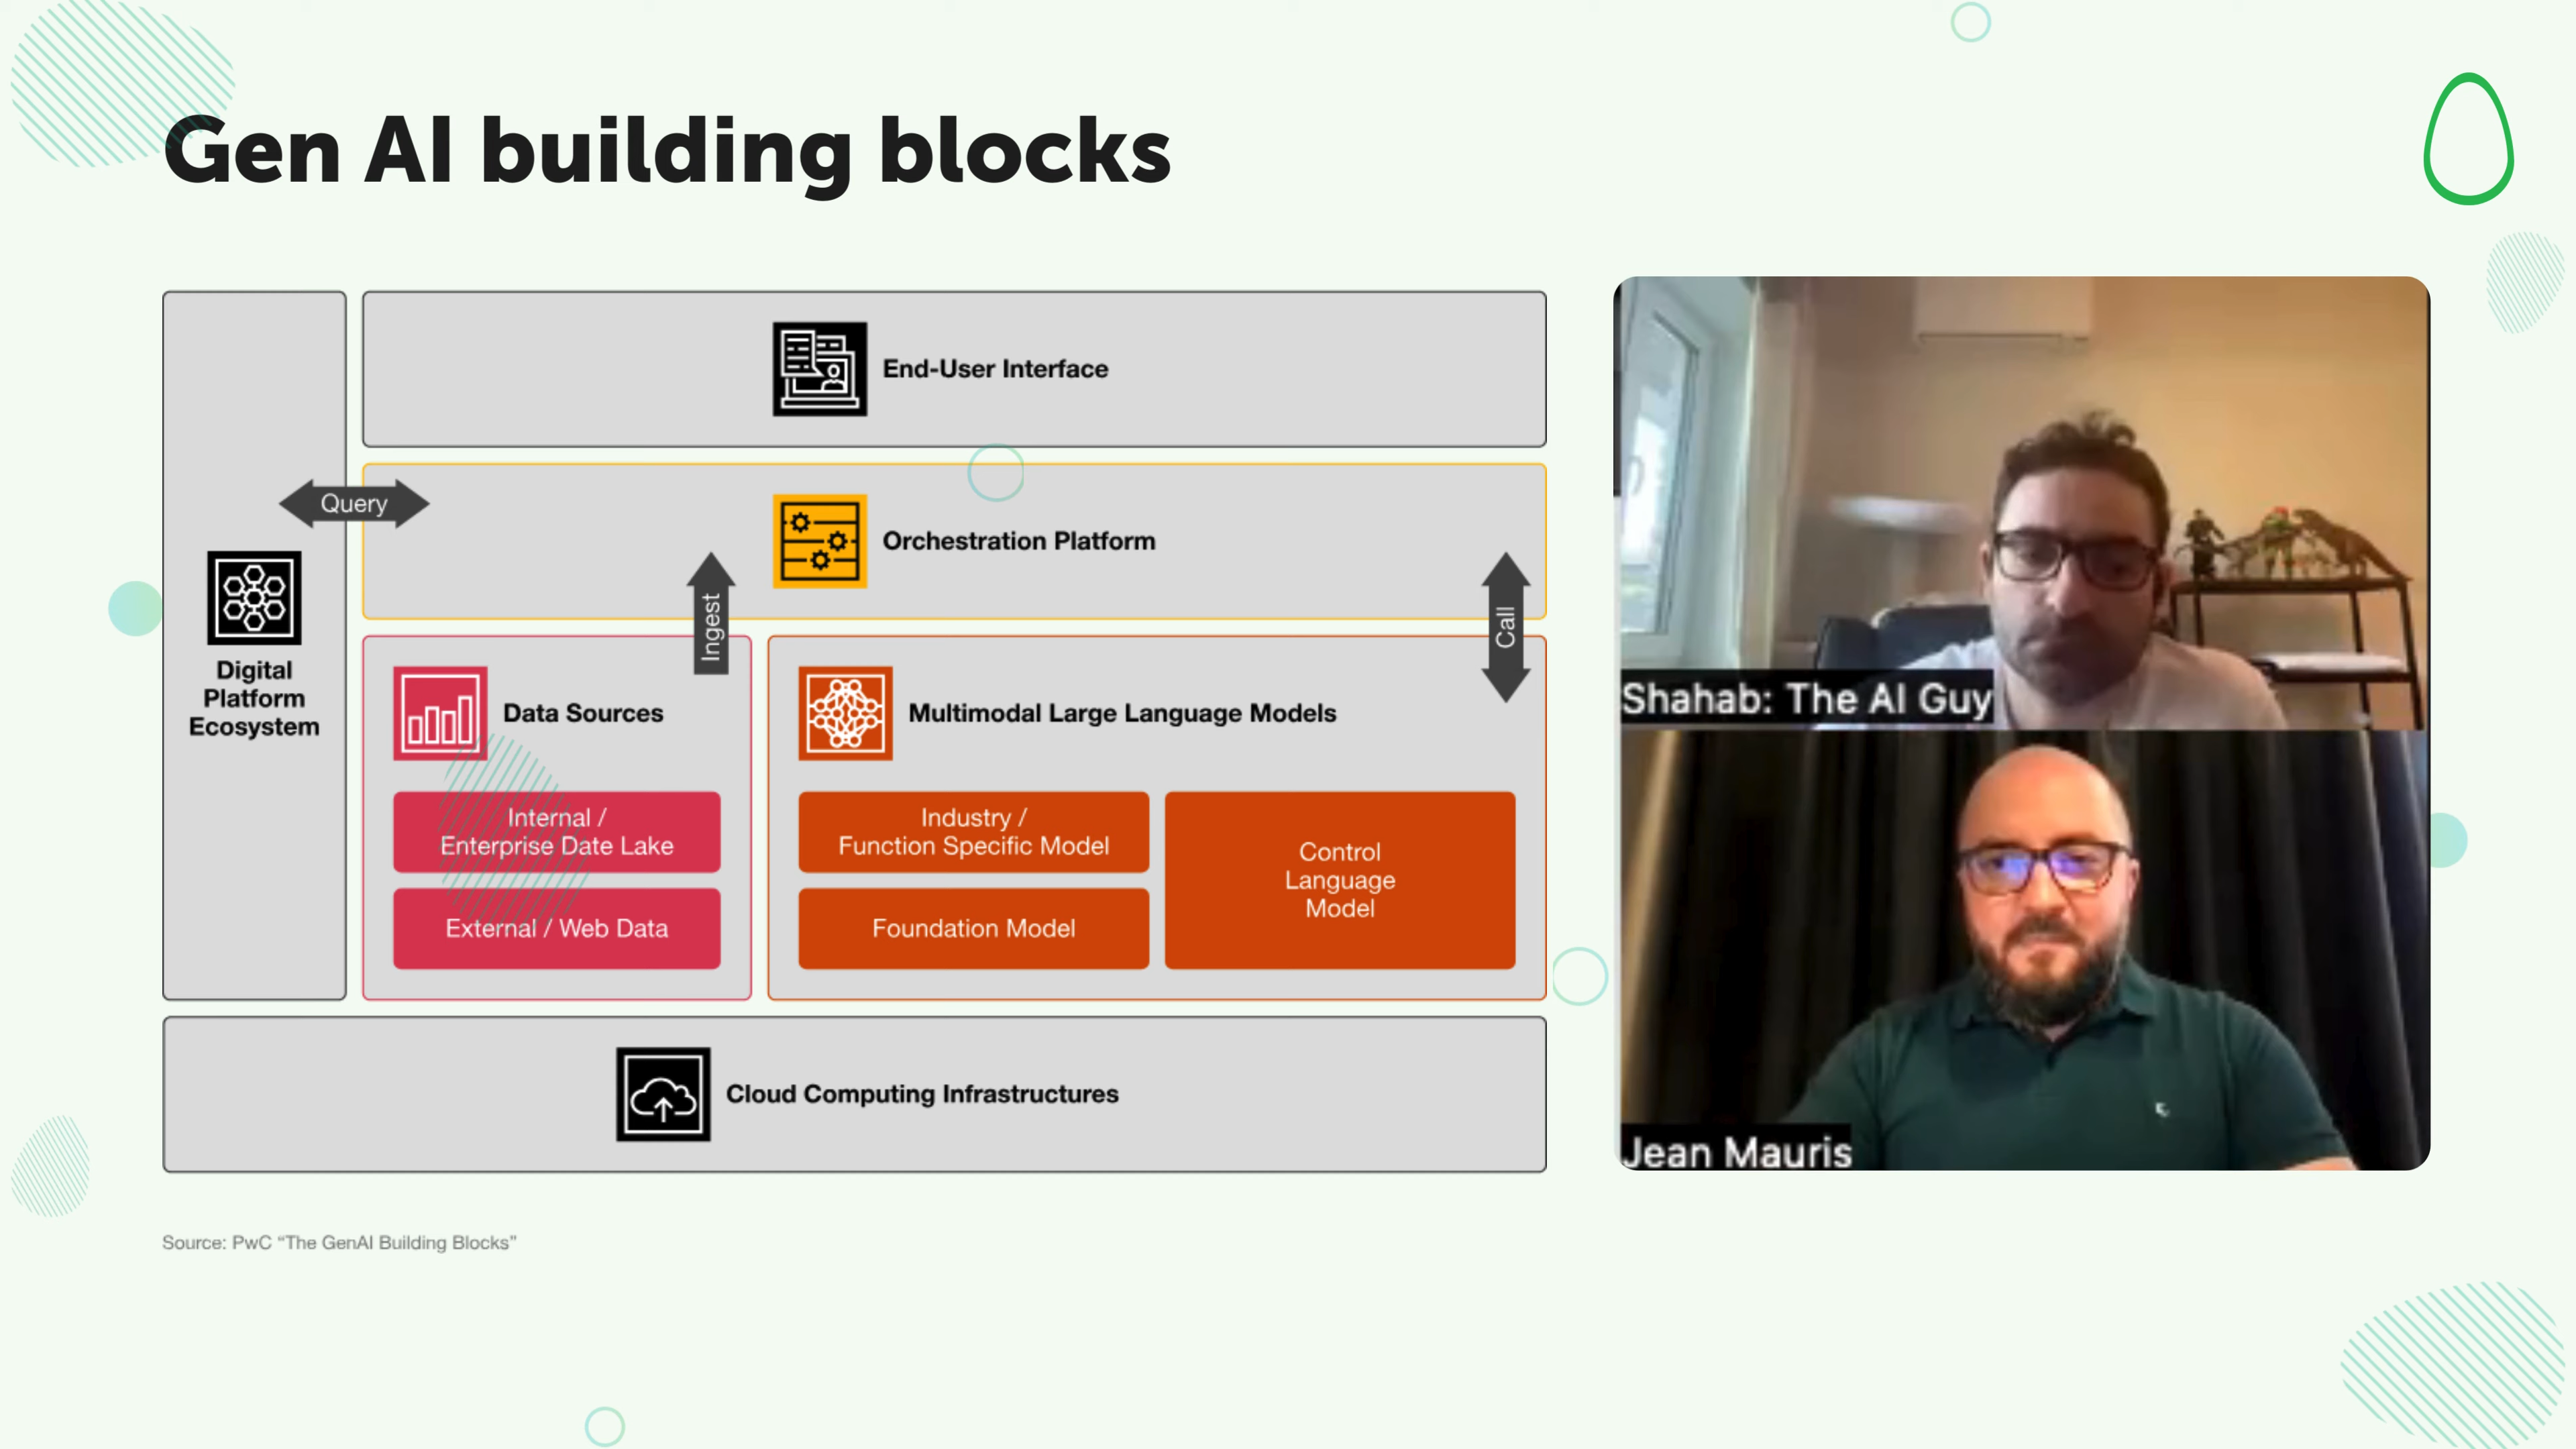 Gen AI building blocks
End-User Interface
Query
Orchestration Platform
Digital
Platform
Ecosystem
Ingest
Call
Data Sources
Internal /
Enterprise Date Lake
External / Web Data
Multimodal Large Language Models
Industry /
Function Specific Model
Foundation Model
Control
Language
Model
Cloud Computing Infrastructures
Source: PwC “The GenAI Building Blocks”
Shahab: The AI Guy
Jean Mauris